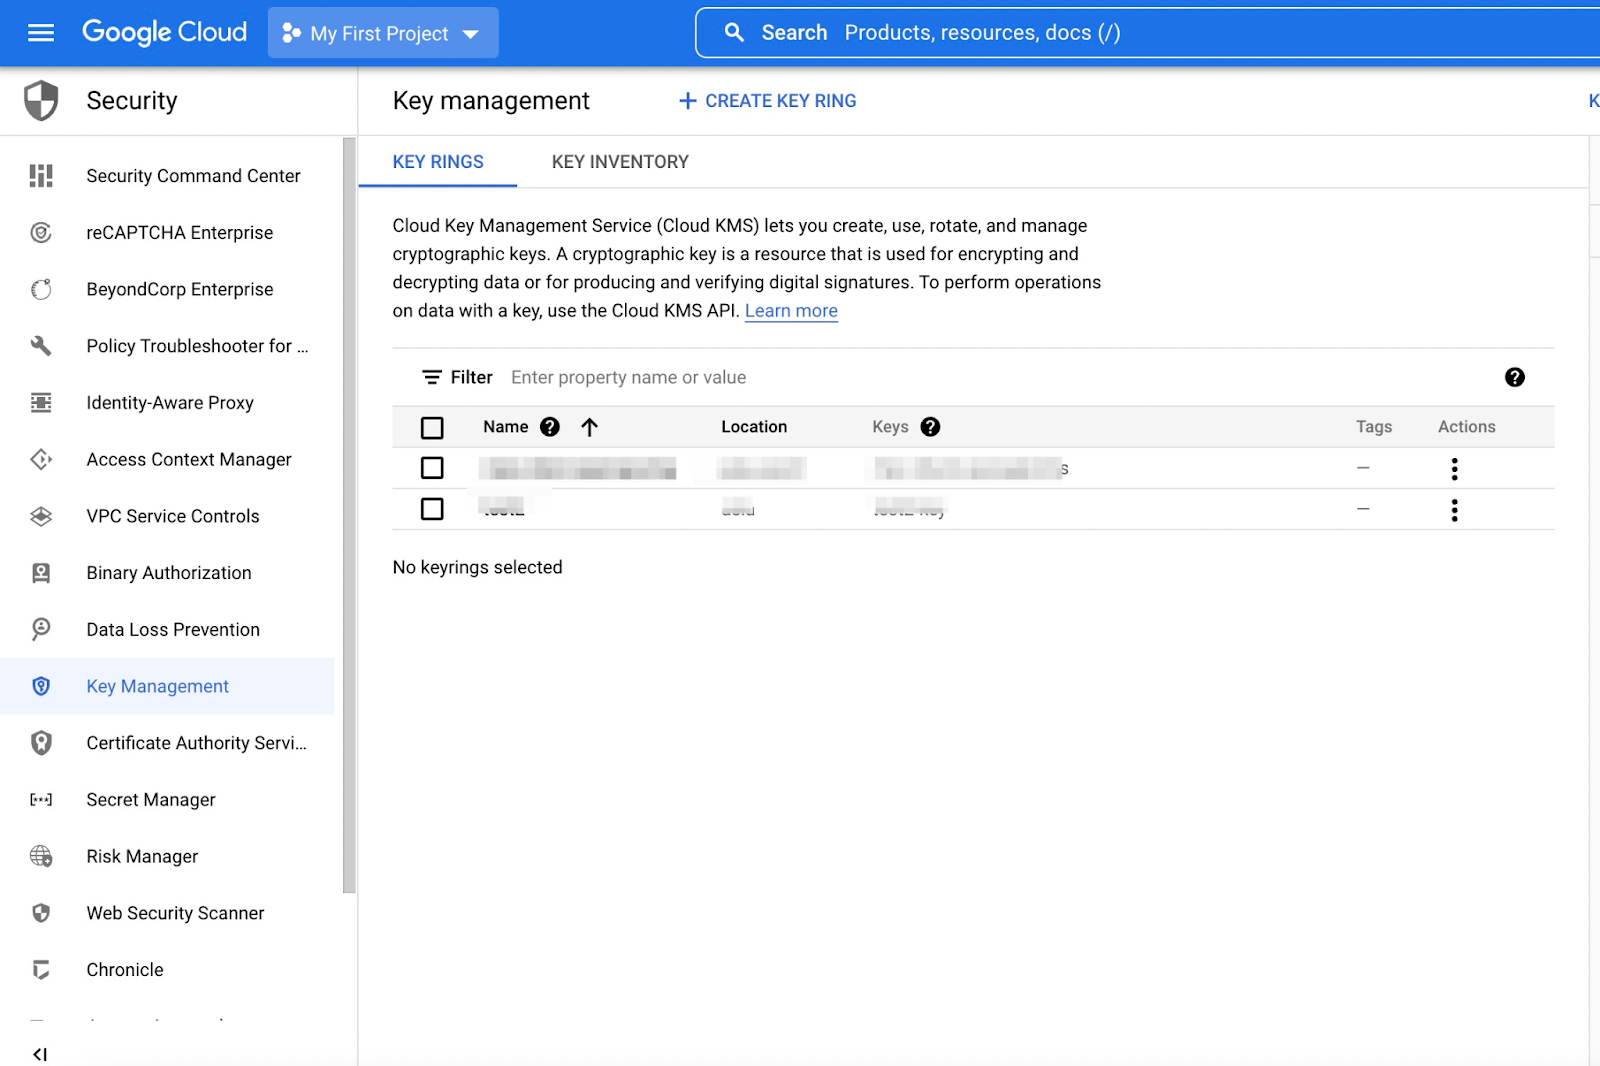 Google Cloud My First Project Search Products, resources, docs (/)
Security
Key management CREATE KEY RING K
KEY RINGS KEY INVENTORY
Security Command Center
reCAPTCHA Enterprise
BeyondCorp Enterprise
Policy Troubleshooter for ...
Identity-Aware Proxy
Access Context Manager
VPC Service Controls
Binary Authorization
Data Loss Prevention
Key Management
Certificate Authority Servi...
Secret Manager
Risk Manager
Web Security Scanner
Chronicle
Cloud Key Management Service (Cloud KMS) lets you create, use, rotate, and manage
cryptographic keys. A cryptographic key is a resource that is used for encrypting and
decrypting data or for producing and verifying digital signatures. To perform operations
on data with a key, use the Cloud KMS API. Learn more
Filter Enter property name or value
Name Location Keys Tags Actions
—
—
No keyrings selected